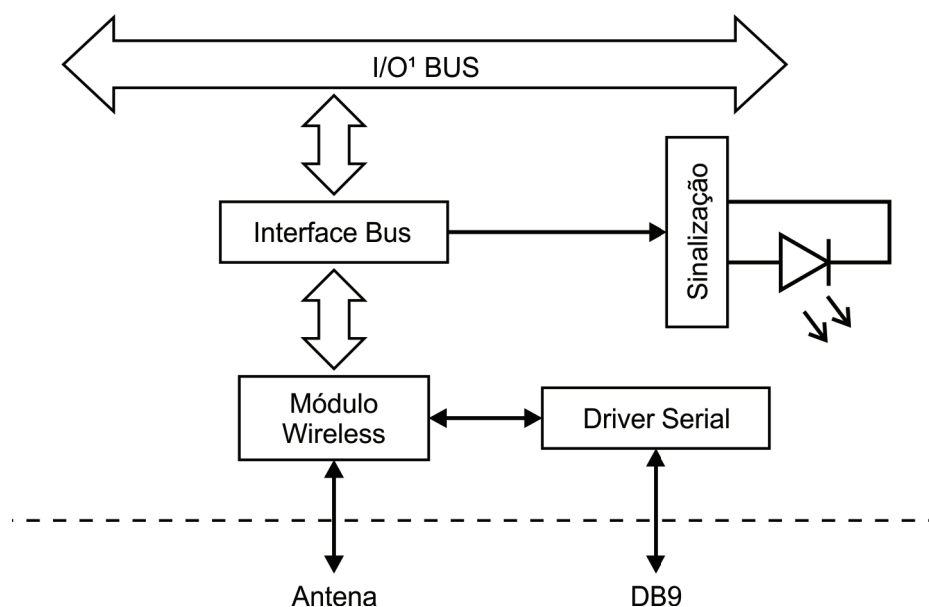 I/O¹ BUS
Interface Bus
Sinalização
Módulo
Wireless
Driver Serial
Antena
DB9